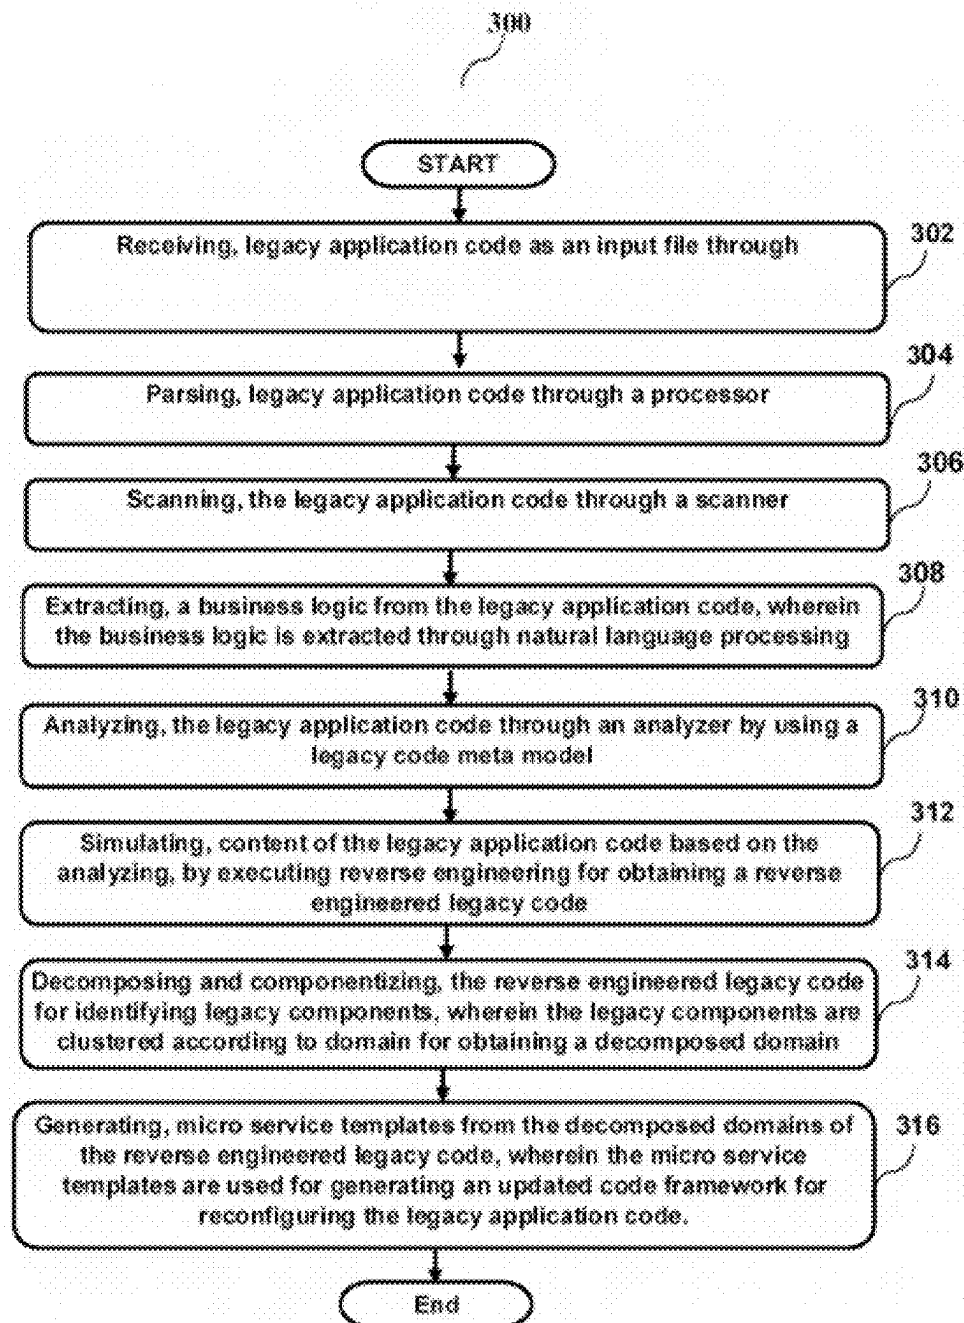 300
START
Receiving, legacy application code as an input file through
302
Parsing, legacy application code through a processor
304
Scanning, the legacy application code through a scanner
306
Extracting, a business logic from the legacy application code, wherein
the business logic is extracted through natural language processing
308
Analyzing, the legacy application code through an analyzer by using a
legacy code meta model
310
Simulating, content of the legacy application code based on the
analyzing, by executing reverse engineering for obtaining a reverse
engineered legacy code
312
Decomposing and componentizing, the reverse engineered legacy code
for identifying legacy components, wherein the legacy components are
clustered according to domain for obtaining a decomposed domain
314
Generating, micro service templates from the decomposed domains of
the reverse engineered legacy code, wherein the micro service
templates are used for generating an updated code framework for
reconfiguring the legacy application code.
316
End